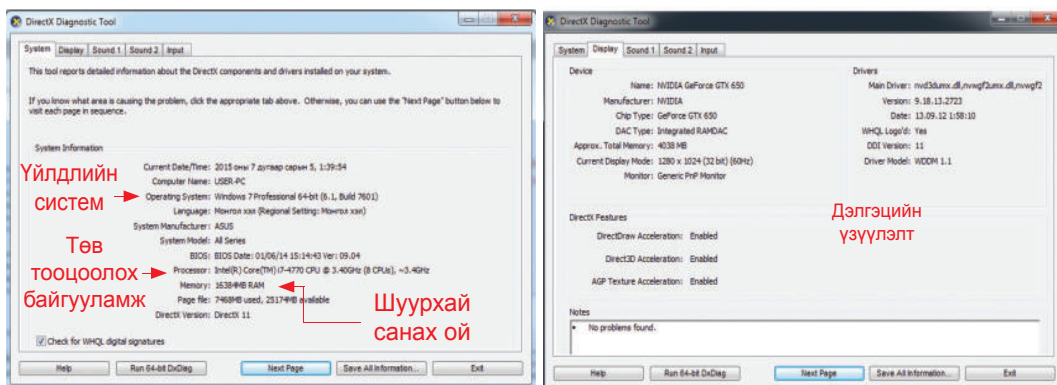 DirectX Diagnostic Tool
System Display Sound 1 Sound 2 Input
This tool reports detailed information about the DirectX components and drivers installed on your system.
If you know what area is causing the problem, click the appropriate tab above. Otherwise, you can use the "Next Page" button below to
visit each page in sequence.
System Information
Current Date/Time: 2015 оны 7 дугаар сарын 5, 1:39:54
Computer Name: USER-PC
Operating System: Windows 7 Professional 64-bit (6.1, Build 7601)
Language: Монгол хэл (Regional Setting: Монгол хэл)
System Manufacturer: ASUS
System Model: All Series
BIOS: BIOS Date: 01/06/14 15:14:43 Ver: 09.04
Processor: Intel(R) Core(TM) i7-4770 CPU @ 3.40GHz (8 CPUs), ~3.4GHz
Memory: 16384MB RAM
Page file: 7468MB used, 25174MB available
DirectX Version: DirectX 11
Үйлдлийн
систем
Төв
тооцоолох
байгууламж
Шуурхай
санах ой
Check for WHQL digital signatures
Help Run 64-bit DxDiag Next Page Save All Information... Exit
DirectX Diagnostic Tool
System Display Sound 1 Sound 2 Input
Device
Name: NVIDIA GeForce GTX 650
Manufacturer: NVIDIA
Chip Type: GeForce GTX 650
DAC Type: Integrated RAMDAC
Approx. Total Memory: 4038 MB
Current Display Mode: 1280 x 1024 (32 bit) (60Hz)
Monitor: Generic PnP Monitor
Drivers
Main Driver: nvd3dumx.dll,nvwgf2umx.dll,nvwgf2
Version: 9.18.13.2723
Date: 13.09.12 1:58:10
WHQL Logo'd: Yes
DDI Version: 11
Driver Model: WDDM 1.1
Дэлгэцийн
үзүүлэлт
DirectX Features
DirectDraw Acceleration: Enabled
Direct3D Acceleration: Enabled
AGP Texture Acceleration: Enabled
Notes
• No problems found.
Help Run 64-bit DxDiag Next Page Save All Information... Exit